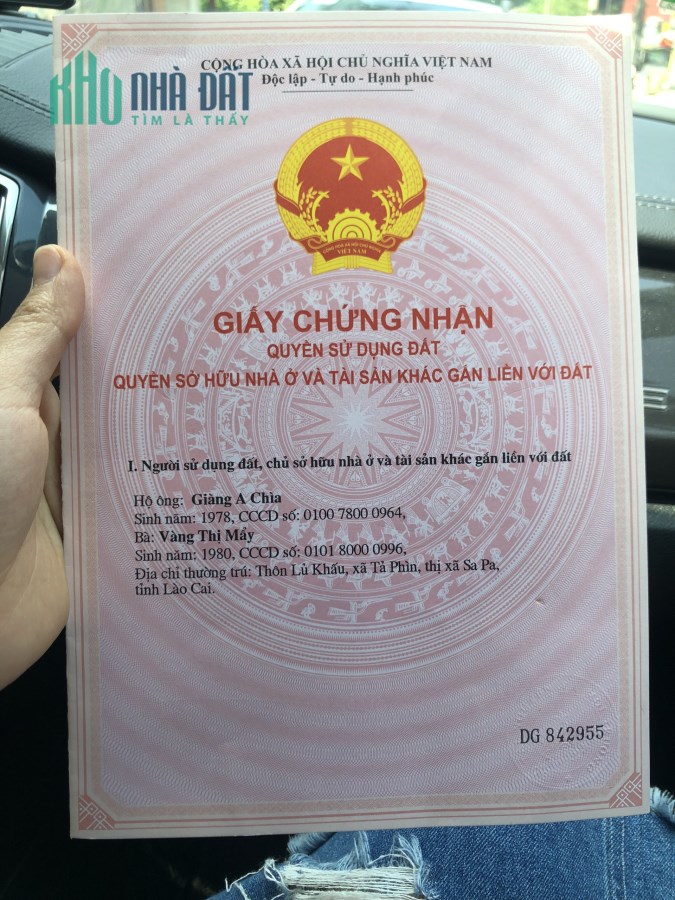 CỘNG HÒA XÃ HỘI CHỦ NGHĨA VIỆT NAM
Độc lập - Tự do - Hạnh phúc
KHO NHÀ ĐẤT
TÌM LÀ THẤY
VIỆT NAM
GIẤY CHỨNG NHẬN
QUYỀN SỬ DỤNG ĐẤT
QUYỀN SỞ HỮU NHÀ Ở VÀ TÀI SẢN KHÁC GẮN LIỀN VỚI ĐẤT
I. Người sử dụng đất, chủ sở hữu nhà ở và tài sản khác gắn liền với đất
Hộ ông: Giàng A Chìa
Sinh năm: 1978, CCCD số: 0100 7800 0964,
Bà: Vàng Thị Mẩy
Sinh năm: 1980, CCCD số: 0101 8000 0996,
Địa chỉ thường trú: Thôn Lủ Khấu, xã Tả Phìn, thị xã Sa Pa,
tỉnh Lào Cai.
DG 842955